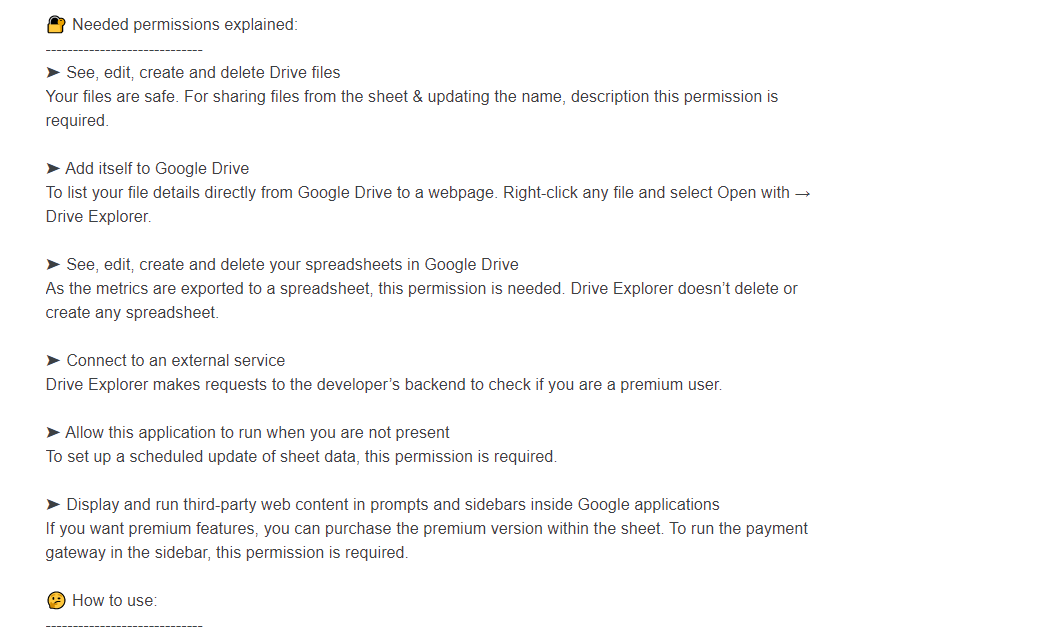 🔐 Needed permissions explained:
-----------------------------
➤ See, edit, create and delete Drive files
Your files are safe. For sharing files from the sheet & updating the name, description this permission is
required.
➤ Add itself to Google Drive
To list your file details directly from Google Drive to a webpage. Right-click any file and select Open with →
Drive Explorer.
➤ See, edit, create and delete your spreadsheets in Google Drive
As the metrics are exported to a spreadsheet, this permission is needed. Drive Explorer doesn’t delete or
create any spreadsheet.
➤ Connect to an external service
Drive Explorer makes requests to the developer’s backend to check if you are a premium user.
➤ Allow this application to run when you are not present
To set up a scheduled update of sheet data, this permission is required.
➤ Display and run third-party web content in prompts and sidebars inside Google applications
If you want premium features, you can purchase the premium version within the sheet. To run the payment
gateway in the sidebar, this permission is required.
🤔 How to use:
-----------------------------